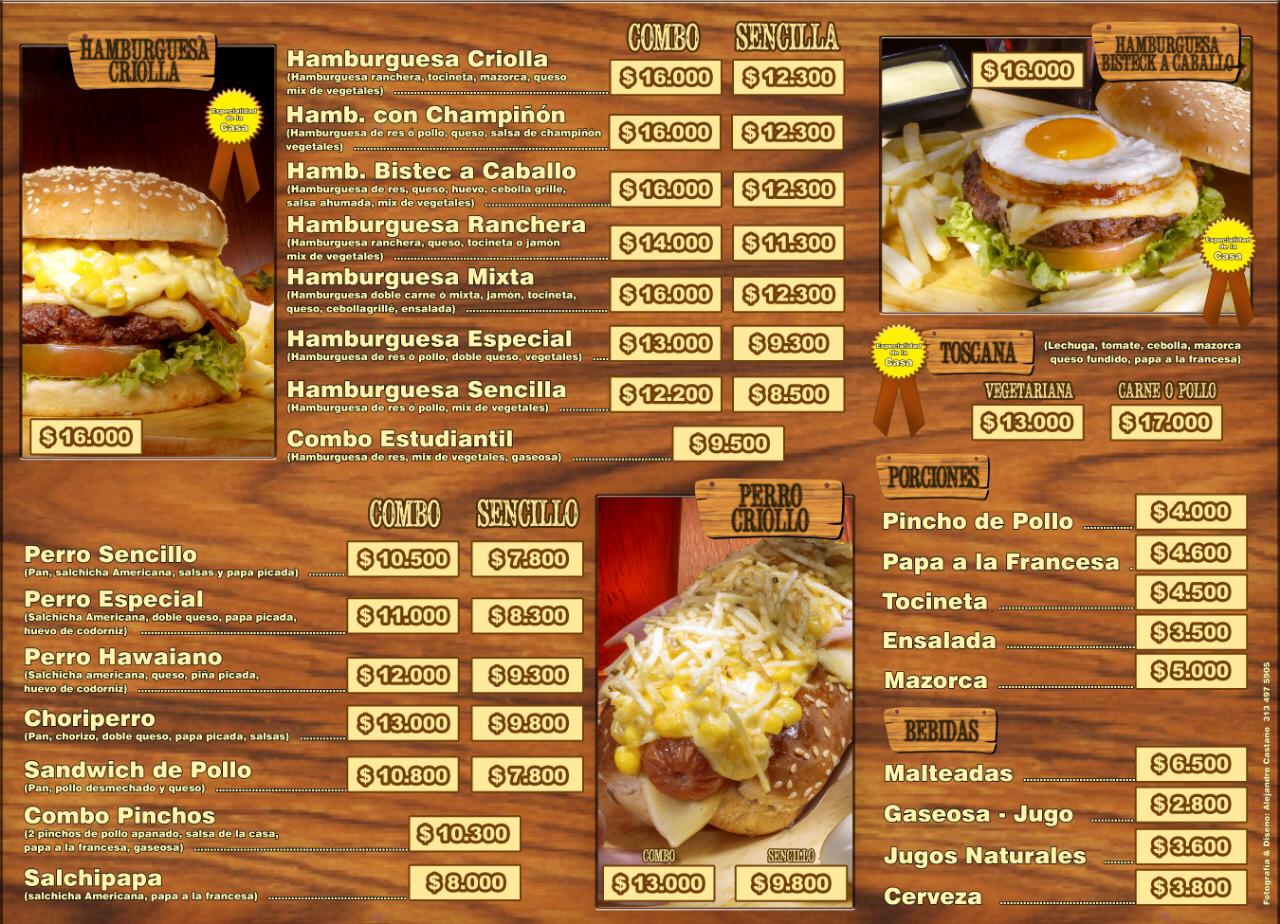 HAMBURGUESA
CRIOLLA
Especialidad
de la
Casa
$ 16.000
COMBO SENCILLA
Hamburguesa Criolla
(Hamburguesa ranchera, tocineta, mazorca, queso
mix de vegetales) $ 16.000 $ 12.300
Hamb. con Champiñón
(Hamburguesa de res ó pollo, queso, salsa de champiñón
vegetales) $ 16.000 $ 12.300
Hamb. Bistec a Caballo
(Hamburguesa de res, queso, huevo, cebolla grille,
salsa ahumada, mix de vegetales) $ 16.000 $ 12.300
Hamburguesa Ranchera
(Hamburguesa ranchera, queso, tocineta o jamón
mix de vegetales) $ 14.000 $ 11.300
Hamburguesa Mixta
(Hamburguesa doble carne ó mixta, jamón, tocineta,
queso, cebollagrille, ensalada) $ 16.000 $ 12.300
Hamburguesa Especial
(Hamburguesa de res ó pollo, doble queso, vegetales) $ 13.000 $ 9.300
Hamburguesa Sencilla
(Hamburguesa de res ó pollo, mix de vegetales) $ 12.200 $ 8.500
Combo Estudiantil
(Hamburguesa de res, mix de vegetales, gaseosa) $ 9.500
HAMBURGUESA
BISTECK A CABALLO
$ 16.000
Especialidad
de la
Casa
Especialidad
de la
Casa
TOSCANA
(Lechuga, tomate, cebolla, mazorca
queso fundido, papa a la francesa)
VEGETARIANA CARNE O POLLO
$ 13.000 $ 17.000
COMBO SENCILLO
Perro Sencillo
(Pan, salchicha Americana, salsas y papa picada) $ 10.500 $ 7.800
Perro Especial
(Salchicha Americana, doble queso, papa picada,
huevo de codorniz) $ 11.000 $ 8.300
Perro Hawaiano
(Salchicha americana, queso, piña picada,
huevo de codorniz) $ 12.000 $ 9.300
Choriperro
(Pan, chorizo, doble queso, papa picada, salsas) $ 13.000 $ 9.800
Sandwich de Pollo
(Pan, pollo desmechado y queso) $ 10.800 $ 7.800
Combo Pinchos
(2 pinchos de pollo apanado, salsa de la casa,
papa a la francesa, gaseosa) $ 10.300
Salchipapa
(salchicha Americana, papa a la francesa) $ 8.000
PERRO
CRIOLLO
COMBO SENCILLO
$ 13.000 $ 9.800
PORCIONES
Pincho de Pollo $ 4.000
Papa a la Francesa $ 4.600
Tocineta $ 4.500
Ensalada $ 3.500
Mazorca $ 5.000
BEBIDAS
Malteadas $ 6.500
Gaseosa - Jugo $ 2.800
Jugos Naturales $ 3.600
Cerveza $ 3.800
Fotografia & Diseño: Alejandro Castaño 313 497 5905